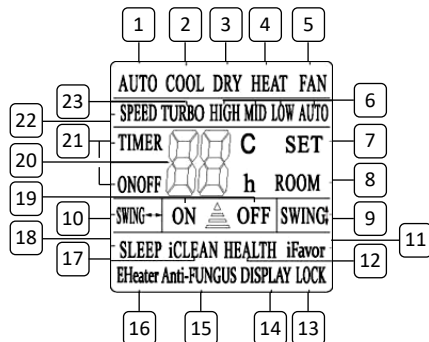 1 2 3 4 5
AUTO COOL DRY HEAT FAN
23 6
SPEED TURBO HIGH MID LOW AUTO
22
21 TIMER 88 C SET 7
20
ONOFF h ROOM 8
19
10 SWING ON OFF SWING 9
18 11
SLEEP iCLEAN HEALTH iFavor
17 12
EHeater Anti-FUNGUS DISPLAY LOCK
16 15 14 13